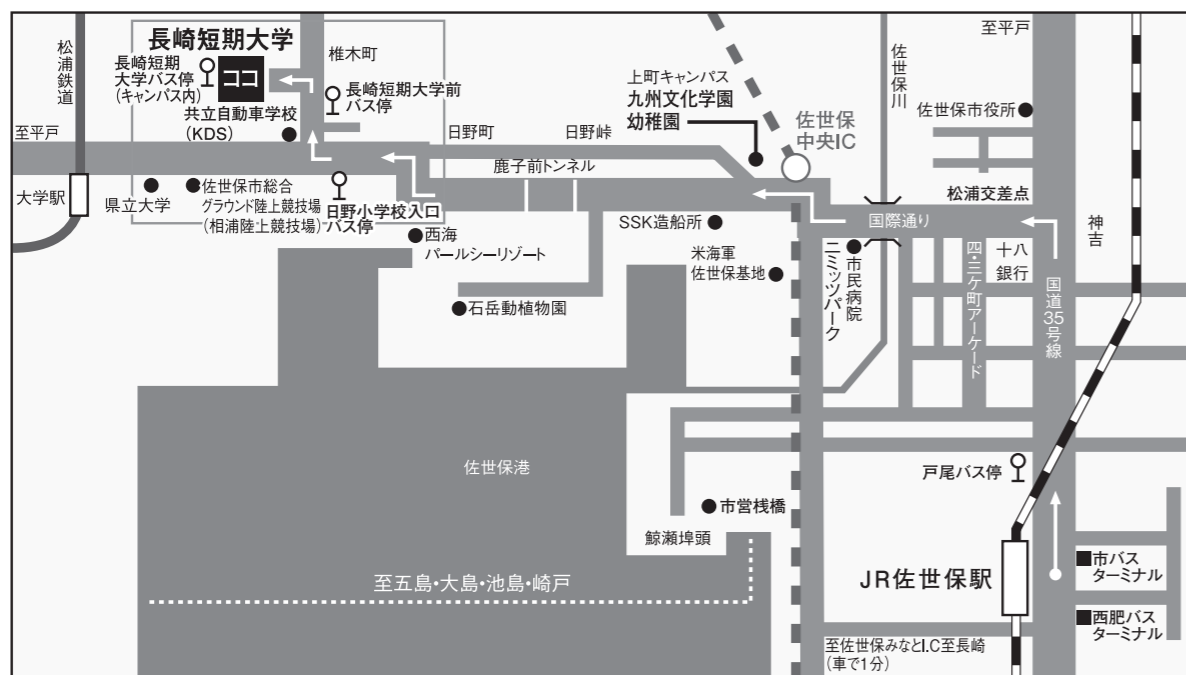 長崎短期大学
松浦鉄道
長崎短期
大学バス停
(キャンパス内)
ココ
椎木町
長崎短期大学前
バス停
共立自動車学校
(KDS)
至平戸
大学駅
県立大学
佐世保市総合
グラウンド陸上競技場
(相浦陸上競技場)
日野小学校入口
バス停
日野町
日野峠
鹿子前トンネル
上町キャンパス
九州文化学園
幼稚園
佐世保
中央IC
佐世保川
至平戸
佐世保市役所
松浦交差点
国際通り
神吉
十八
銀行
国道35号線
四・三ケ町アーケード
市民病院
ニミッツパーク
SSK造船所
米海軍
佐世保基地
西海
パールシーリゾート
石岳動植物園
佐世保港
市営桟橋
鯨瀬埠頭
至五島・大島・池島・崎戸
戸尾バス停
JR佐世保駅
市バス
ターミナル
西肥バス
ターミナル
至佐世保みなとI.C至長崎
(車で1分)